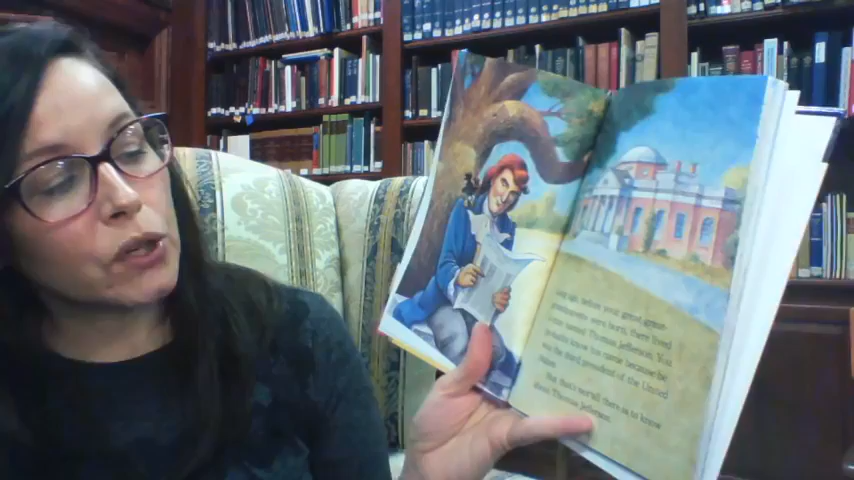 Long ago, before your great-great-
grandparents were born, there lived
a man named Thomas Jefferson. You
probably know his name because he
was the third president of the United
States.
But that's not all there is to know
about Thomas Jefferson.